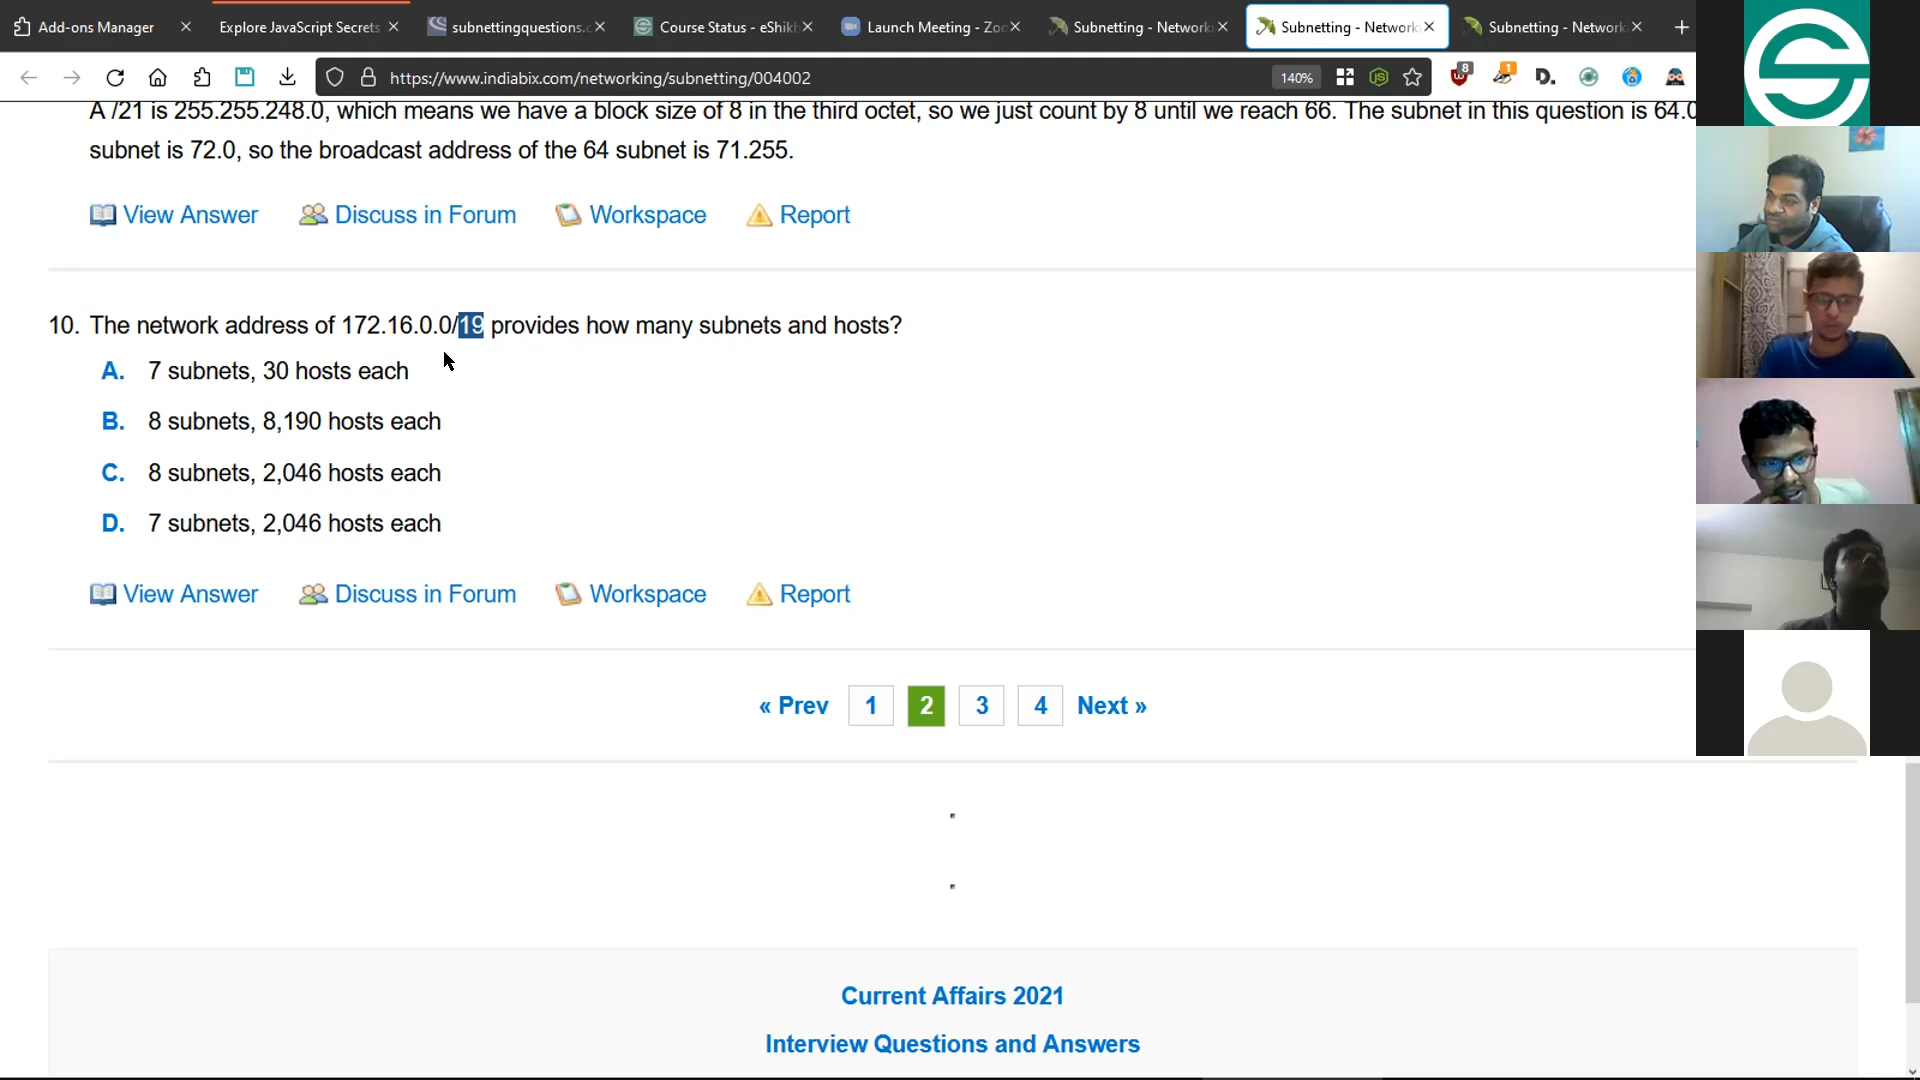 Add-ons Manager
Explore JavaScript Secrets
subnettingquestions.c
Course Status - eShikh
Launch Meeting - Zoo
Subnetting - Network
Subnetting - Network
Subnetting - Network
https://www.indiabix.com/networking/subnetting/004002
140%
8
1
D.
A /21 is 255.255.248.0, which means we have a block size of 8 in the third octet, so we just count by 8 until we reach 66. The subnet in this question is 64.0
subnet is 72.0, so the broadcast address of the 64 subnet is 71.255.
View Answer Discuss in Forum Workspace Report
10. The network address of 172.16.0.0/19 provides how many subnets and hosts?
A. 7 subnets, 30 hosts each
B. 8 subnets, 8,190 hosts each
C. 8 subnets, 2,046 hosts each
D. 7 subnets, 2,046 hosts each
View Answer Discuss in Forum Workspace Report
« Prev 1 2 3 4 Next »
Current Affairs 2021
Interview Questions and Answers